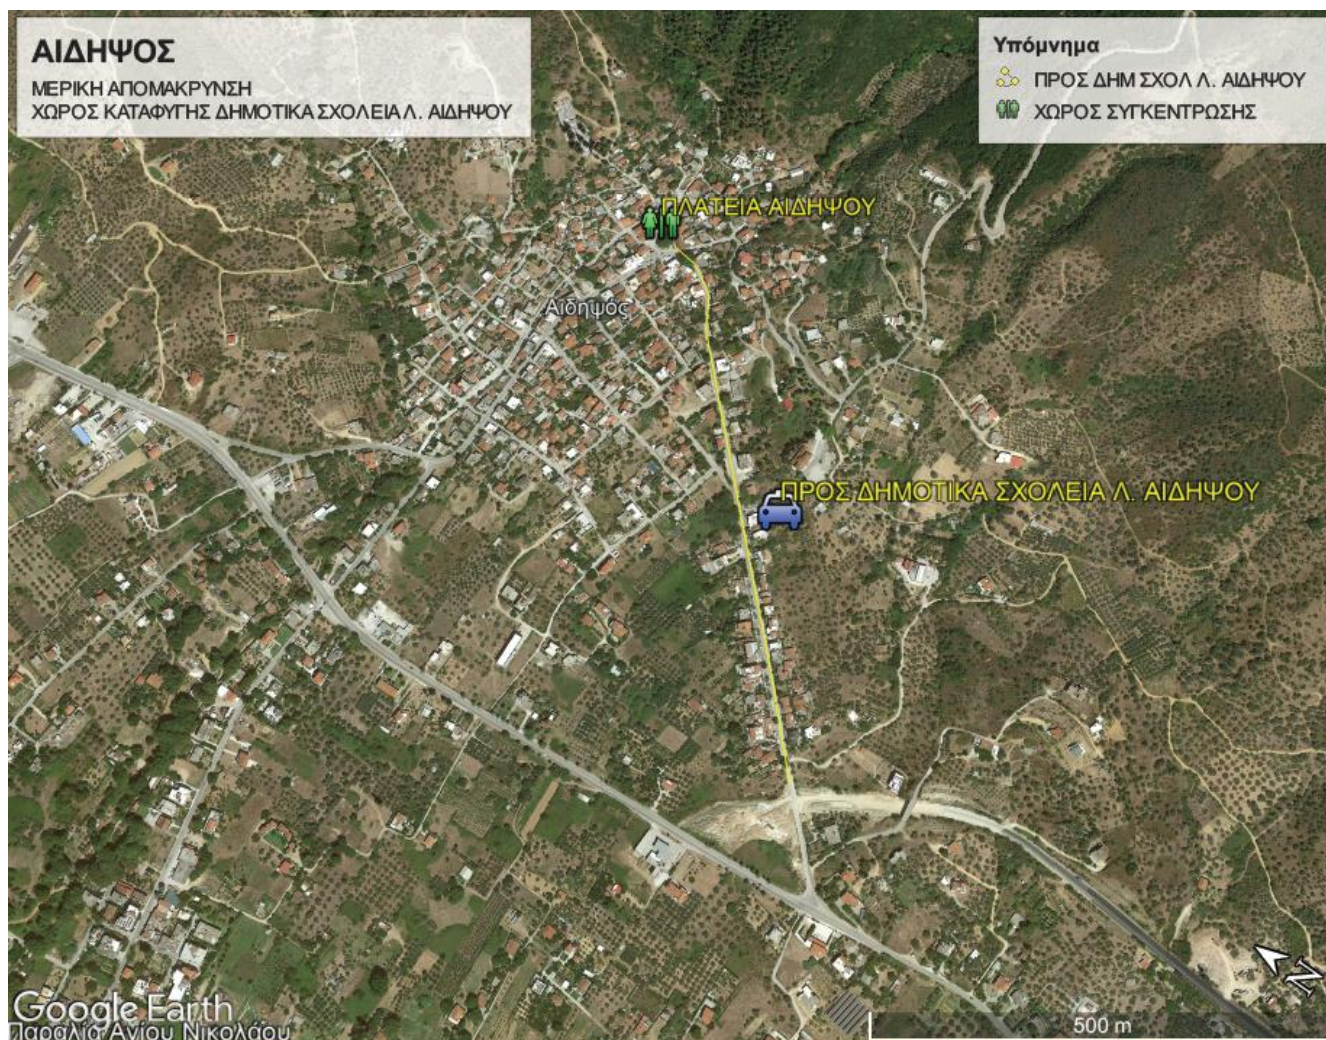 ΑΙΔΗΨΟΣ
ΜΕΡΙΚΗ ΑΠΟΜΑΚΡΥΝΣΗ
ΧΩΡΟΣ ΚΑΤΑΦΥΓΗΣ ΔΗΜΟΤΙΚΑ ΣΧΟΛΕΙΑ Λ. ΑΙΔΗΨΟΥ
Υπόμνημα
ΠΡΟΣ ΔΗΜ ΣΧΟΛ Λ. ΑΙΔΗΨΟΥ
ΧΩΡΟΣ ΣΥΓΚΕΝΤΡΩΣΗΣ
ΠΛΑΤΕΙΑ ΑΙΔΗΨΟΥ
Αιδηψός
ΠΡΟΣ ΔΗΜΟΤΙΚΑ ΣΧΟΛΕΙΑ Λ. ΑΙΔΗΨΟΥ
N
Google Earth
Παραλία Αγίου Νικολάου
500 m